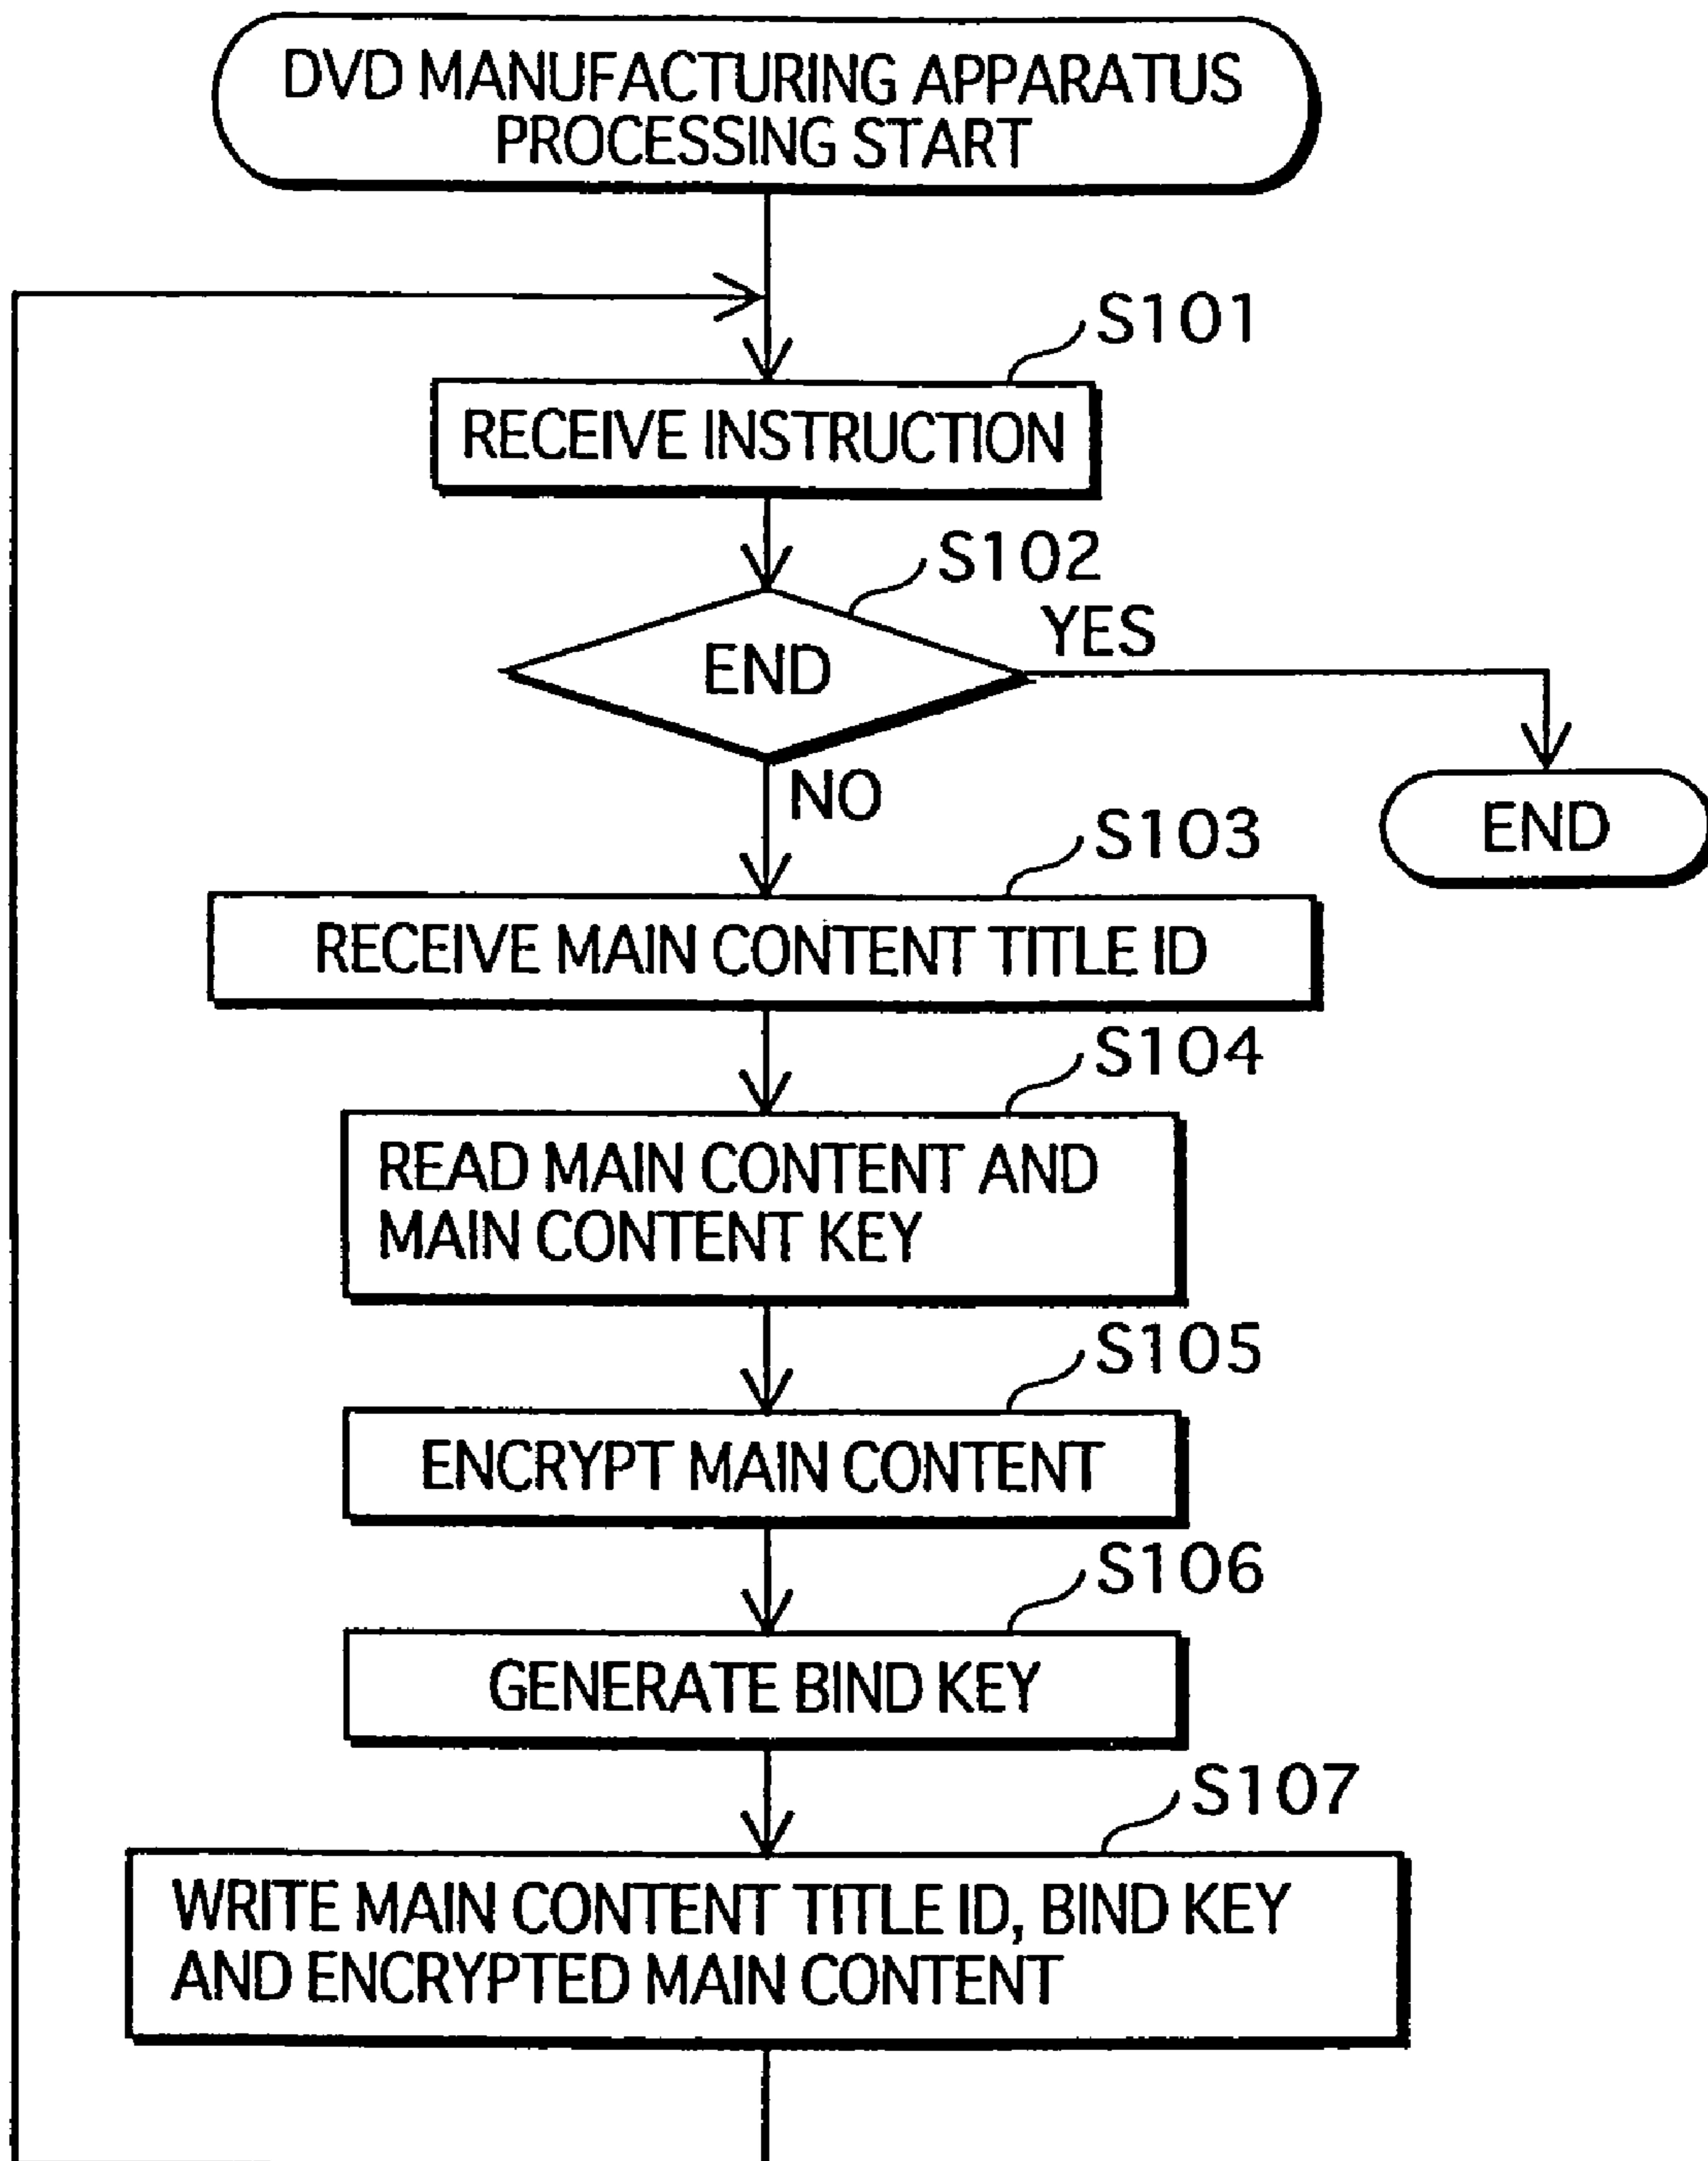 DVD MANUFACTURING APPARATUS
PROCESSING START
S101
RECEIVE INSTRUCTION
S102
END
YES
NO
END
S103
RECEIVE MAIN CONTENT TITLE ID
S104
READ MAIN CONTENT AND
MAIN CONTENT KEY
S105
ENCRYPT MAIN CONTENT
S106
GENERATE BIND KEY
S107
WRITE MAIN CONTENT TITLE ID, BIND KEY
AND ENCRYPTED MAIN CONTENT